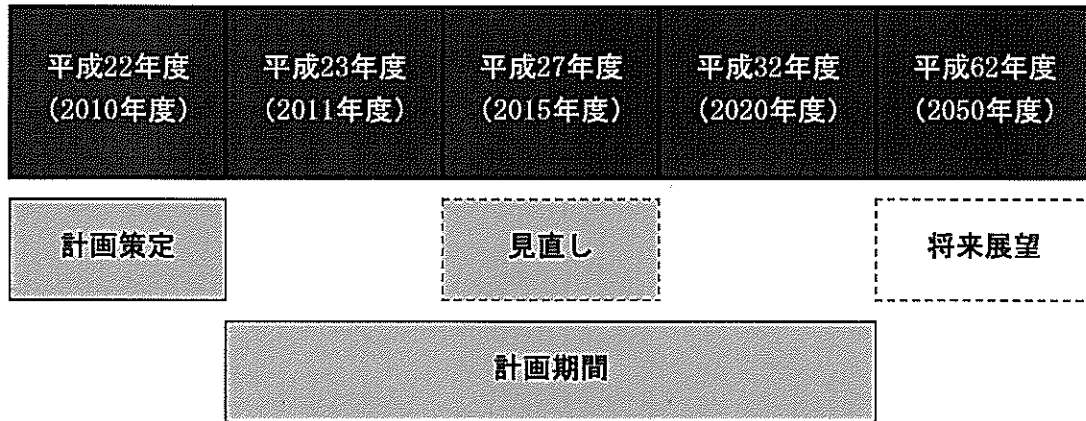 平成22年度
(2010年度)
平成23年度
(2011年度)
平成27年度
(2015年度)
平成32年度
(2020年度)
平成62年度
(2050年度)
計画策定
見直し
将来展望
計画期間